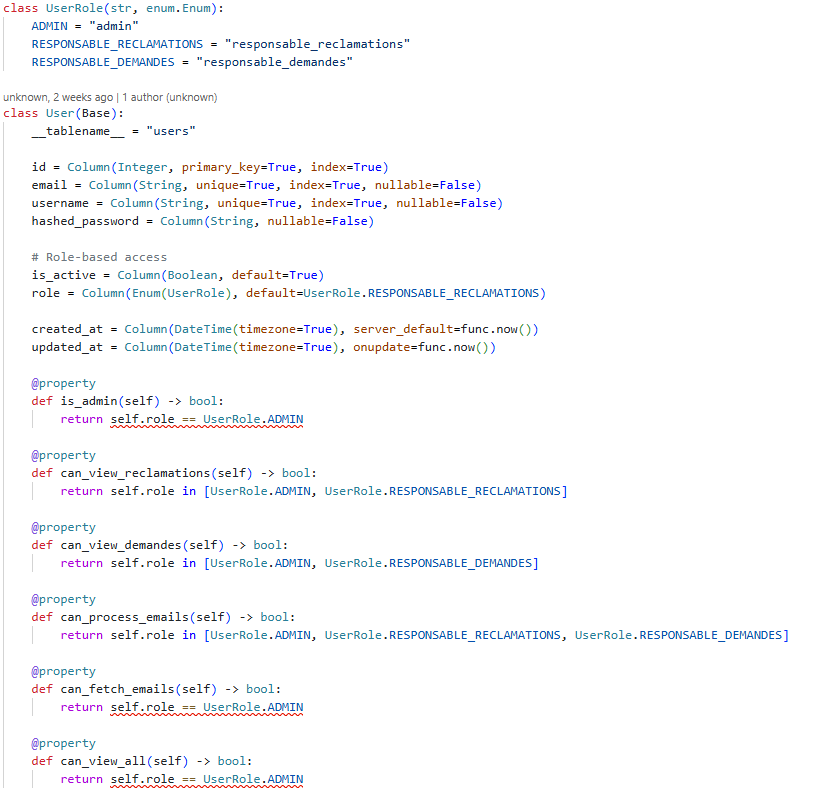 class UserRole(str, enum.Enum):
    ADMIN = "admin"
    RESPONSABLE_RECLAMATIONS = "responsable_reclamations"
    RESPONSABLE_DEMANDES = "responsable_demandes"
unknown, 2 weeks ago | 1 author (unknown)
class User(Base):
    __tablename__ = "users"
    id = Column(Integer, primary_key=True, index=True)
    email = Column(String, unique=True, index=True, nullable=False)
    username = Column(String, unique=True, index=True, nullable=False)
    hashed_password = Column(String, nullable=False)
    # Role-based access
    is_active = Column(Boolean, default=True)
    role = Column(Enum(UserRole), default=UserRole.RESPONSABLE_RECLAMATIONS)
    created_at = Column(DateTime(timezone=True), server_default=func.now())
    updated_at = Column(DateTime(timezone=True), onupdate=func.now())
    @property
    def is_admin(self) -> bool:
        return self.role == UserRole.ADMIN
    @property
    def can_view_reclamations(self) -> bool:
        return self.role in [UserRole.ADMIN, UserRole.RESPONSABLE_RECLAMATIONS]
    @property
    def can_view_demandes(self) -> bool:
        return self.role in [UserRole.ADMIN, UserRole.RESPONSABLE_DEMANDES]
    @property
    def can_process_emails(self) -> bool:
        return self.role in [UserRole.ADMIN, UserRole.RESPONSABLE_RECLAMATIONS, UserRole.RESPONSABLE_DEMANDES]
    @property
    def can_fetch_emails(self) -> bool:
        return self.role == UserRole.ADMIN
    @property
    def can_view_all(self) -> bool:
        return self.role == UserRole.ADMIN